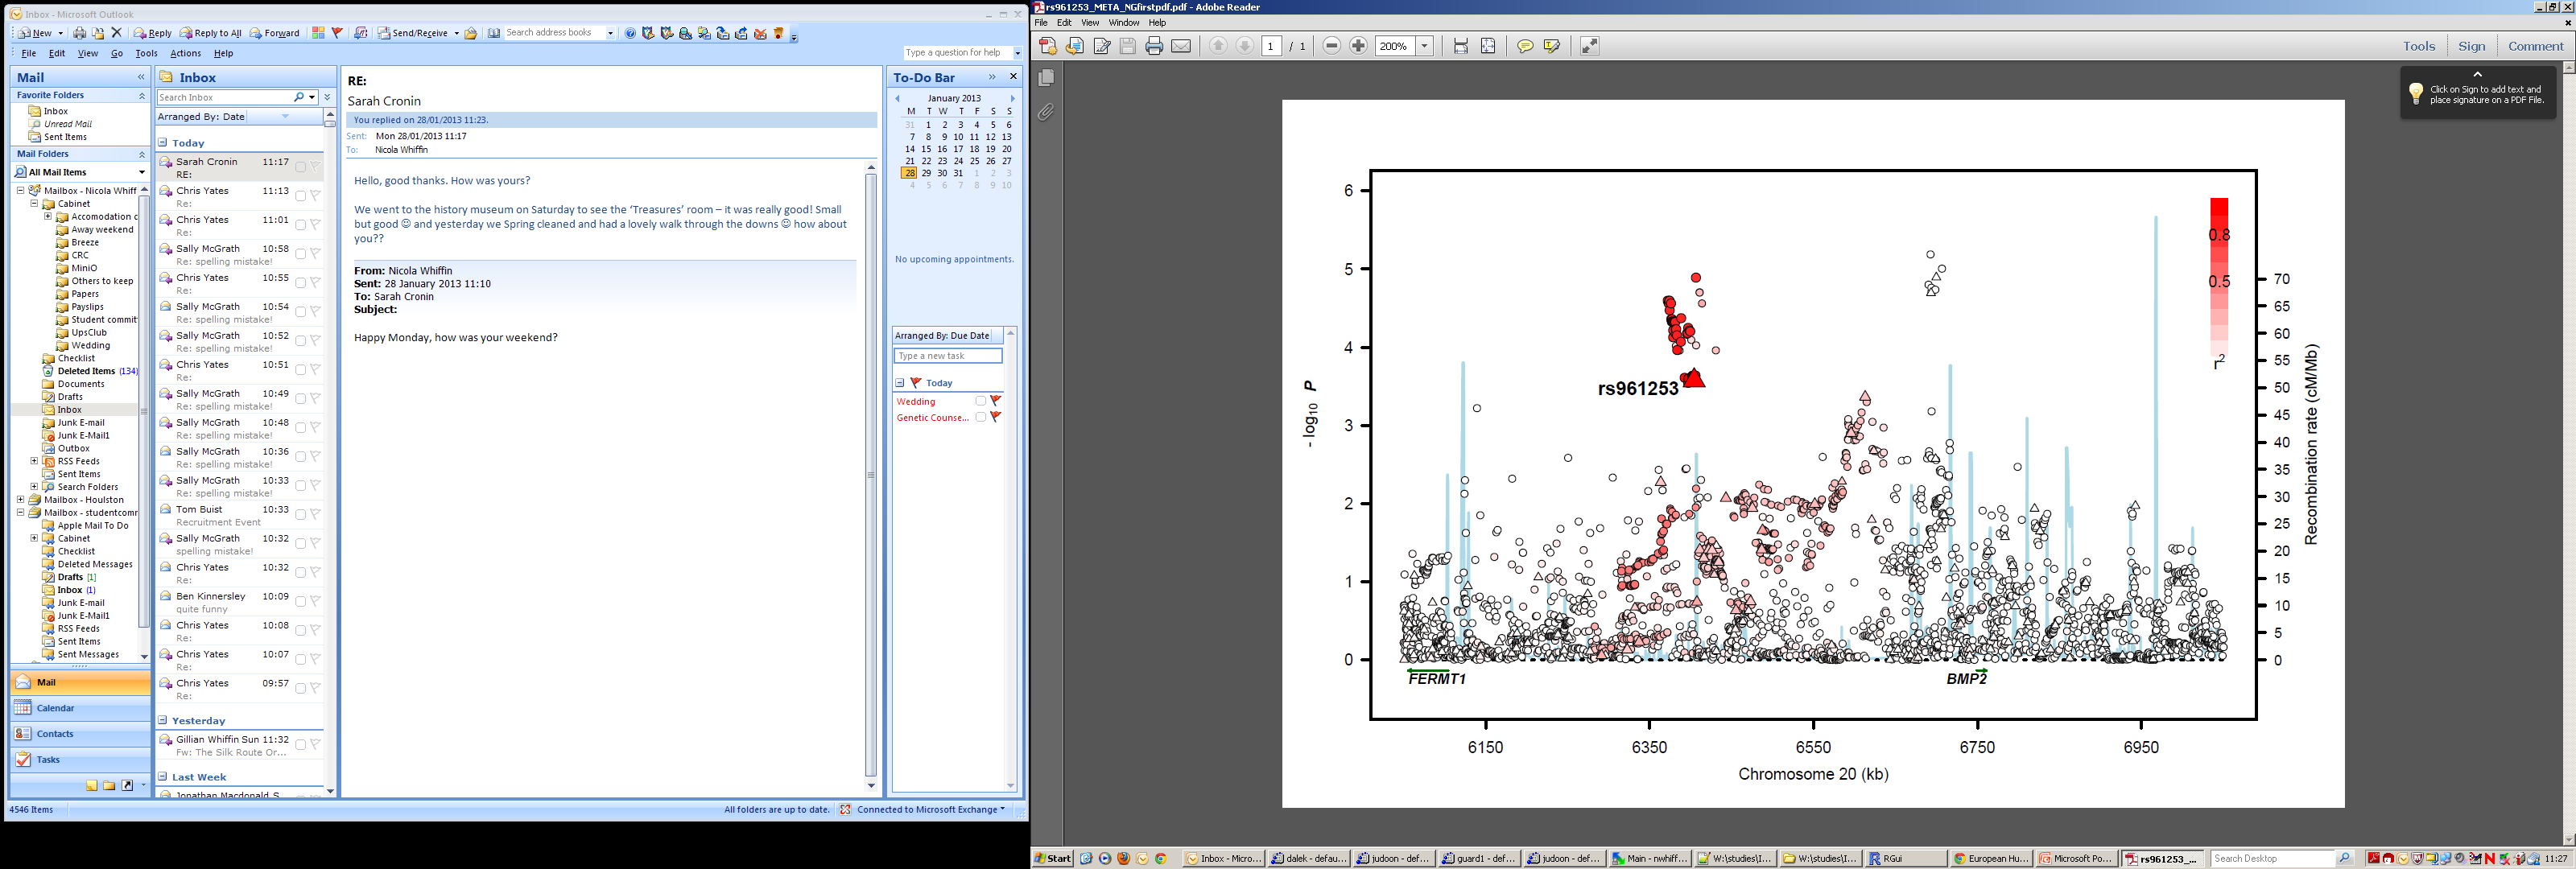 Inbox - Microsoft Outlook
New
Reply
Reply to All
Forward
Send/Receive
Search address books
File Edit View Go Tools Actions Help
Type a question for help
Mail
Favorite Folders
Inbox
Unread Mail
Sent Items
Mail Folders
All Mail Items
Mailbox - Nicola Whiff
Cabinet
Accomodation c
Away weekend
Breeze
CRC
MiniO
Others to keep
Papers
Payslips
Student commit
UpsClub
Wedding
Checklist
Deleted Items (134)
Documents
Drafts
Inbox
Junk E-mail
Junk E-Mail1
Outbox
RSS Feeds
Sent Items
Search Folders
Mailbox - Houlston
Mailbox - studentcomm
Apple Mail To Do
Cabinet
Checklist
Deleted Messages
Drafts [1]
Inbox (1)
Junk E-mail
Junk E-Mail1
RSS Feeds
Sent Items
Sent Messages
Mail
Calendar
Contacts
Tasks
4546 Items
Inbox
Search Inbox
Arranged By: Date
Today
Sarah Cronin 11:17
RE:
Chris Yates 11:13
Re:
Chris Yates 11:01
Re:
Sally McGrath 10:58
Re: spelling mistake!
Chris Yates 10:55
Re:
Sally McGrath 10:54
Re: spelling mistake!
Sally McGrath 10:52
Re: spelling mistake!
Chris Yates 10:51
Re:
Sally McGrath 10:49
Re: spelling mistake!
Sally McGrath 10:48
Re: spelling mistake!
Sally McGrath 10:36
Re: spelling mistake!
Sally McGrath 10:33
Re: spelling mistake!
Tom Buist 10:33
Recruitment Event
Sally McGrath 10:32
spelling mistake!
Chris Yates 10:32
Re:
Ben Kinnersley 10:09
quite funny
Chris Yates 10:08
Re:
Chris Yates 10:07
Re:
Chris Yates 09:57
Re:
Yesterday
Gillian Whiffin Sun 11:32
Fw: The Silk Route Or...
Last Week
Jonathan Macdonald S
RE:
Sarah Cronin
You replied on 28/01/2013 11:23.
Sent: Mon 28/01/2013 11:17
To: Nicola Whiffin
Hello, good thanks. How was yours?
We went to the history museum on Saturday to see the ‘Treasures’ room – it was really good! Small
but good ☺ and yesterday we Spring cleaned and had a lovely walk through the downs ☺ how about
you??
From: Nicola Whiffin
Sent: 28 January 2013 11:10
To: Sarah Cronin
Subject:
Happy Monday, how was your weekend?
To-Do Bar
January 2013
M T W T F S S
31 1 2 3 4 5 6
7 8 9 10 11 12 13
14 15 16 17 18 19 20
21 22 23 24 25 26 27
28 29 30 31 1 2 3
4 5 6 7 8 9 10
No upcoming appointments.
Arranged By: Due Date
Type a new task
Today
Wedding
Genetic Counse...
All folders are up to date.
Connected to Microsoft Exchange
rs961253_META_NGfirstpdf.pdf - Adobe Reader
File Edit View Window Help
1 / 1
200%
Tools Sign Comment
Click on Sign to add text and
place signature on a PDF File.
6
5
4
3
2
1
0
- log10 P
rs961253
0.8
0.5
r2
70
65
60
55
50
45
40
35
30
25
20
15
10
5
0
Recombination rate (cM/Mb)
FERMT1
BMP2
6150 6350 6550 6750 6950
Chromosome 20 (kb)
Start
Inbox - Micro...
dalek - defau...
judoon - def...
guard1 - def...
judoon - def...
Main - nwhiff...
W:\studies\I...
W:\studies\I...
RGui
European Hu...
Microsoft Po...
rs961253_...
Search Desktop
11:27